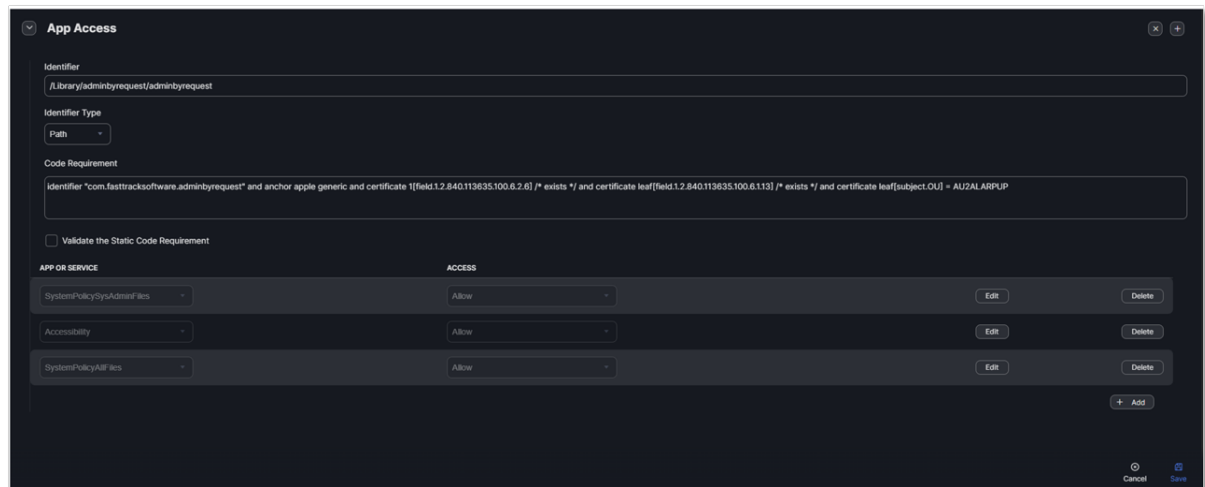 App Access
Identifier
/Library/adminbyrequest/adminbyrequest
Identifier Type
Path
Code Requirement
identifier "com.fasttracksoftware.adminbyrequest" and anchor apple generic and certificate 1[field.1.2.840.113635.100.6.2.6] /* exists */ and certificate leaf[field.1.2.840.113635.100.6.1.13] /* exists */ and certificate leaf[subject.OU] = AU2ALARPUP
Validate the Static Code Requirement
APP OR SERVICE ACCESS
SystemPolicySysAdminFiles Allow Edit Delete
Accessibility Allow Edit Delete
SystemPolicyAllFiles Allow Edit Delete
+ Add
Cancel Save